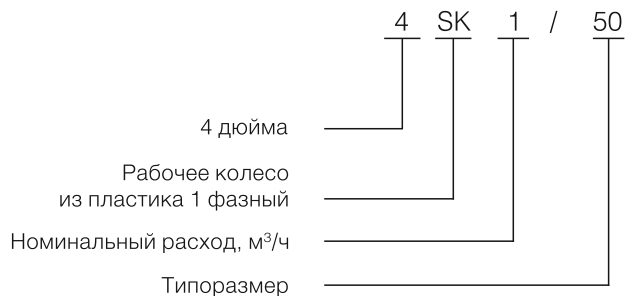 4 SK 1 / 50
4 дюйма
Рабочее колесо
из пластика 1 фазный
Номинальный расход, м³/ч
Типоразмер